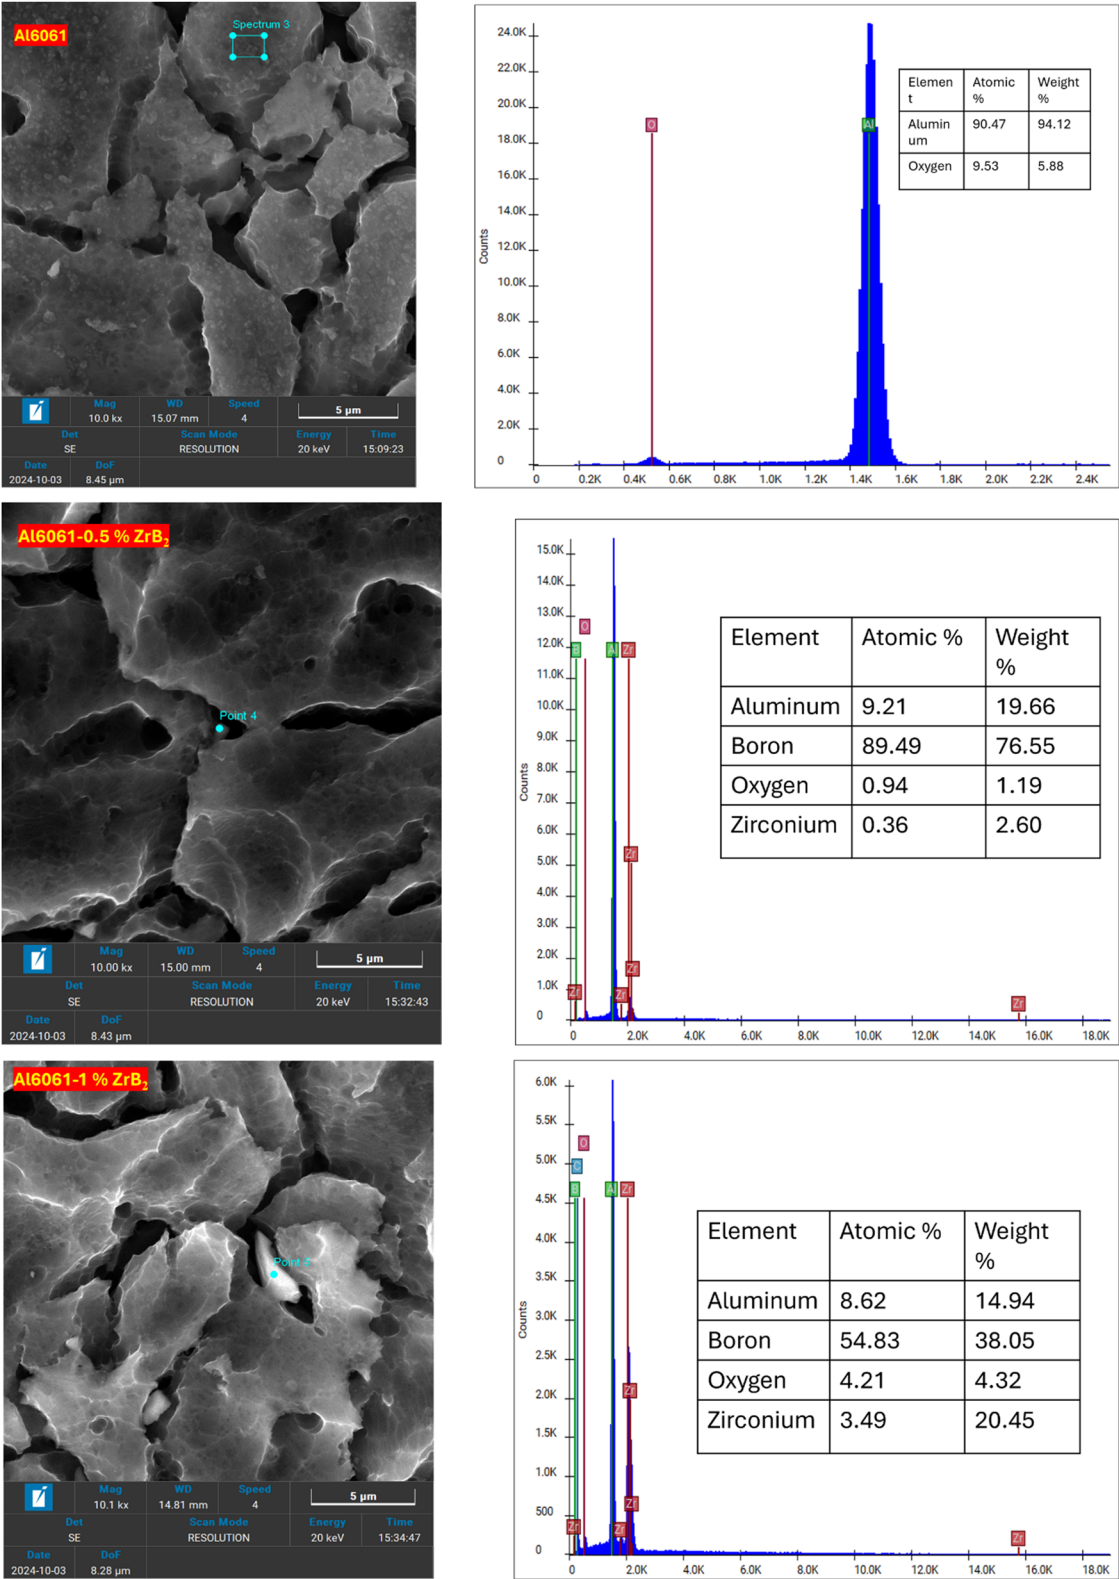 Al6061
Spectrum 3
Mag WD Speed
10.0 kx 15.07 mm 4 5 µm
Det Scan Mode Energy Time
SE RESOLUTION 20 keV 15:09:23
Date DoF
2024-10-03 8.45 µm
24.0K
22.0K
20.0K
18.0K
16.0K
14.0K
12.0K
10.0K
8.0K
6.0K
4.0K
2.0K
0
Counts
O Al
0 0.2K 0.4K 0.6K 0.8K 1.0K 1.2K 1.4K 1.6K 1.8K 2.0K 2.2K 2.4K
Elemen
t
Atomic
%
Weight
%
Alumin
um
90.47 94.12
Oxygen 9.53 5.88
Al6061-0.5 % ZrB₂
Point 4
Mag WD Speed
10.00 kx 15.00 mm 4 5 µm
Det Scan Mode Energy Time
SE RESOLUTION 20 keV 15:32:43
Date DoF
2024-10-03 8.43 µm
15.0K
14.0K
13.0K
12.0K
11.0K
10.0K
9.0K
8.0K
7.0K
6.0K
5.0K
4.0K
3.0K
2.0K
1.0K
0
Counts
O
B A Zr
Zr
Zr
Zr Zr Zr
0 2.0K 4.0K 6.0K 8.0K 10.0K 12.0K 14.0K 16.0K 18.0K
Element Atomic % Weight
%
Aluminum 9.21 19.66
Boron 89.49 76.55
Oxygen 0.94 1.19
Zirconium 0.36 2.60
Al6061-1 % ZrB₂
Mag WD Speed
10.1 kx 14.81 mm 4 5 µm
Det Scan Mode Energy Time
SE RESOLUTION 20 keV 15:34:47
Date DoF
2024-10-03 8.28 µm
6.0K
5.5K
5.0K
4.5K
4.0K
3.5K
3.0K
2.5K
2.0K
1.5K
1.0K
500
0
Counts
O
C
B A Zr
Zr
Zr
Zr Zr Zr
0 2.0K 4.0K 6.0K 8.0K 10.0K 12.0K 14.0K 16.0K 18.0K
Element Atomic % Weight
%
Aluminum 8.62 14.94
Boron 54.83 38.05
Oxygen 4.21 4.32
Zirconium 3.49 20.45